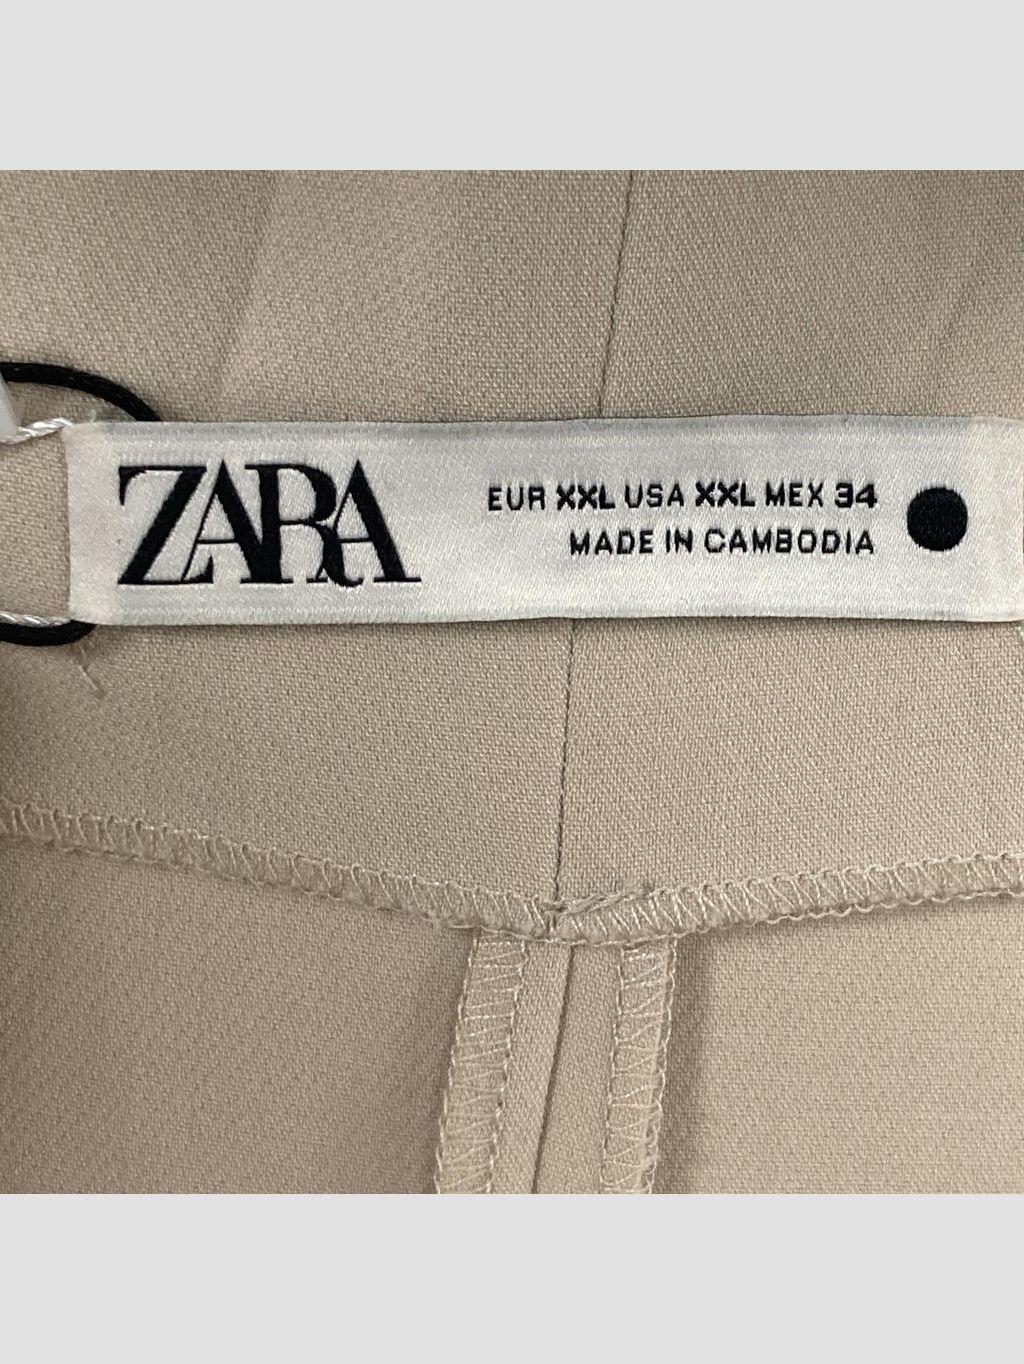 ZARA
EUR XXL USA XXL MEX 34
MADE IN CAMBODIA